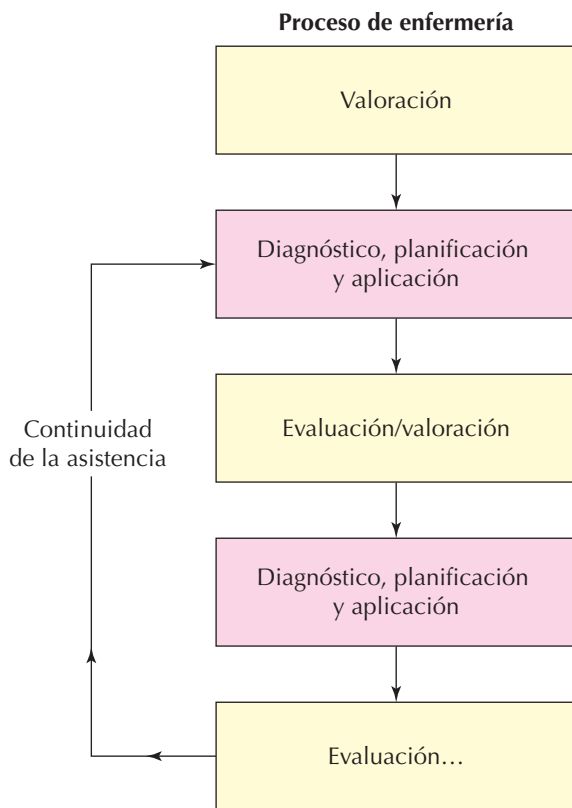 Proceso de enfermería
Valoración
Diagnóstico, planificación
y aplicación
Evaluación/valoración
Continuidad
de la asistencia
Diagnóstico, planificación
y aplicación
Evaluación…